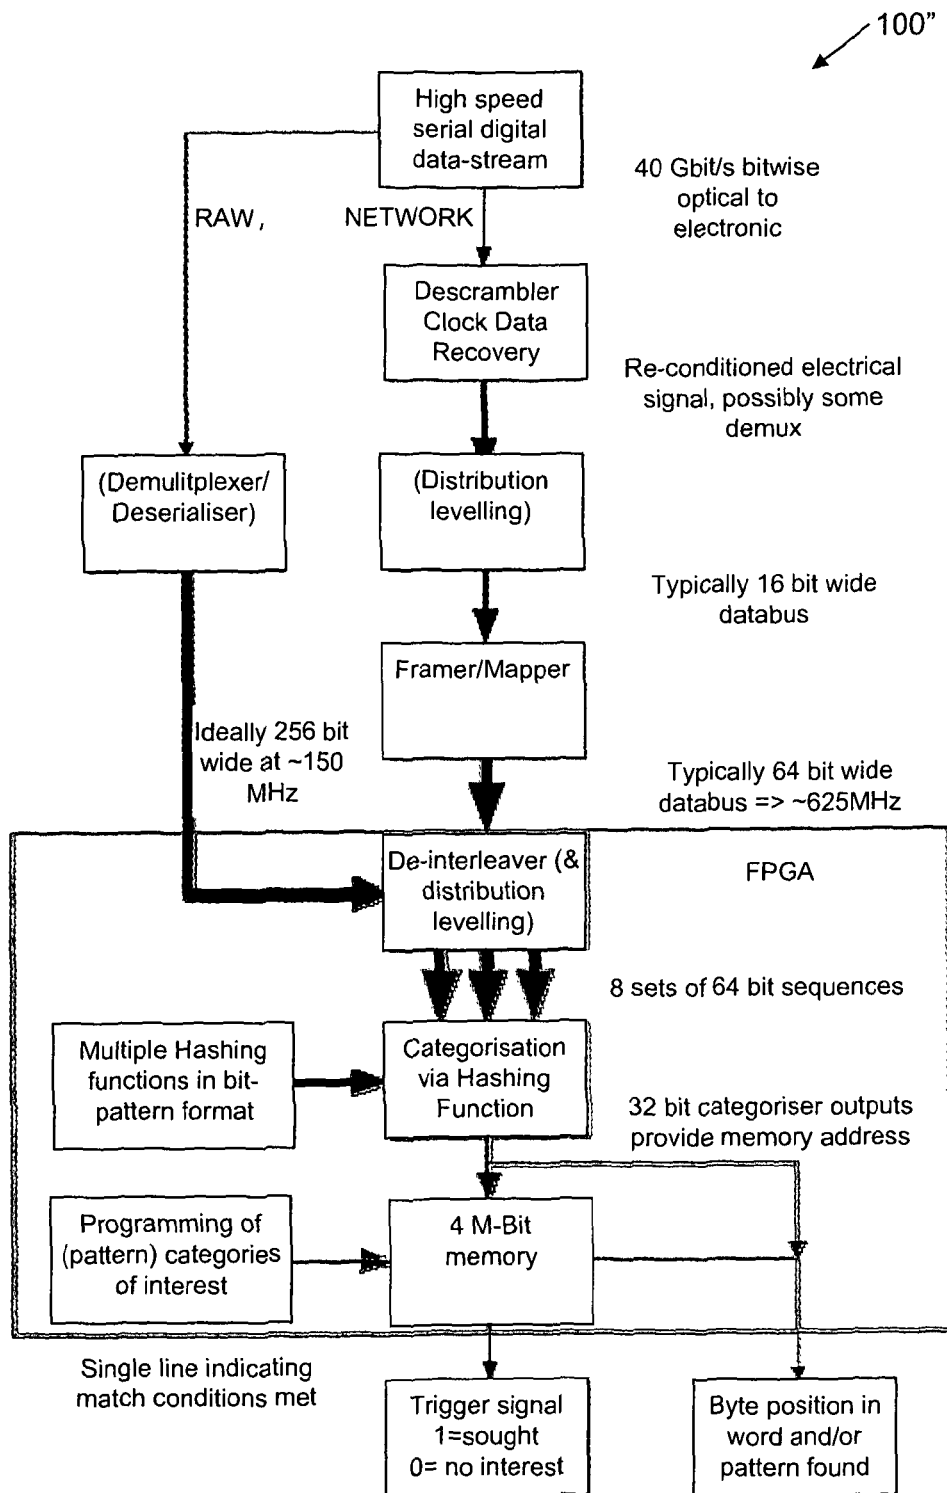 100”
High speed
serial digital
data-stream
40 Gbit/s bitwise
optical to
electronic
RAW ,
NETWORK
Descrambler
Clock Data
Recovery
Re-conditioned electrical
signal, possibly some
demux
(Demulitplexer/
Deserialiser)
(Distribution
levelling)
Typically 16 bit wide
databus
Framer/Mapper
Ideally 256 bit
wide at ~150
MHz
Typically 64 bit wide
databus => ~625MHz
De-interleaver (&
distribution
levelling)
FPGA
8 sets of 64 bit sequences
Multiple Hashing
functions in bit-
pattern format
Categorisation
via Hashing
Function
32 bit categoriser outputs
provide memory address
Programming of
(pattern) categories
of interest
4 M-Bit
memory
Single line indicating
match conditions met
Trigger signal
1=sought
0= no interest
Byte position in
word and/or
pattern found